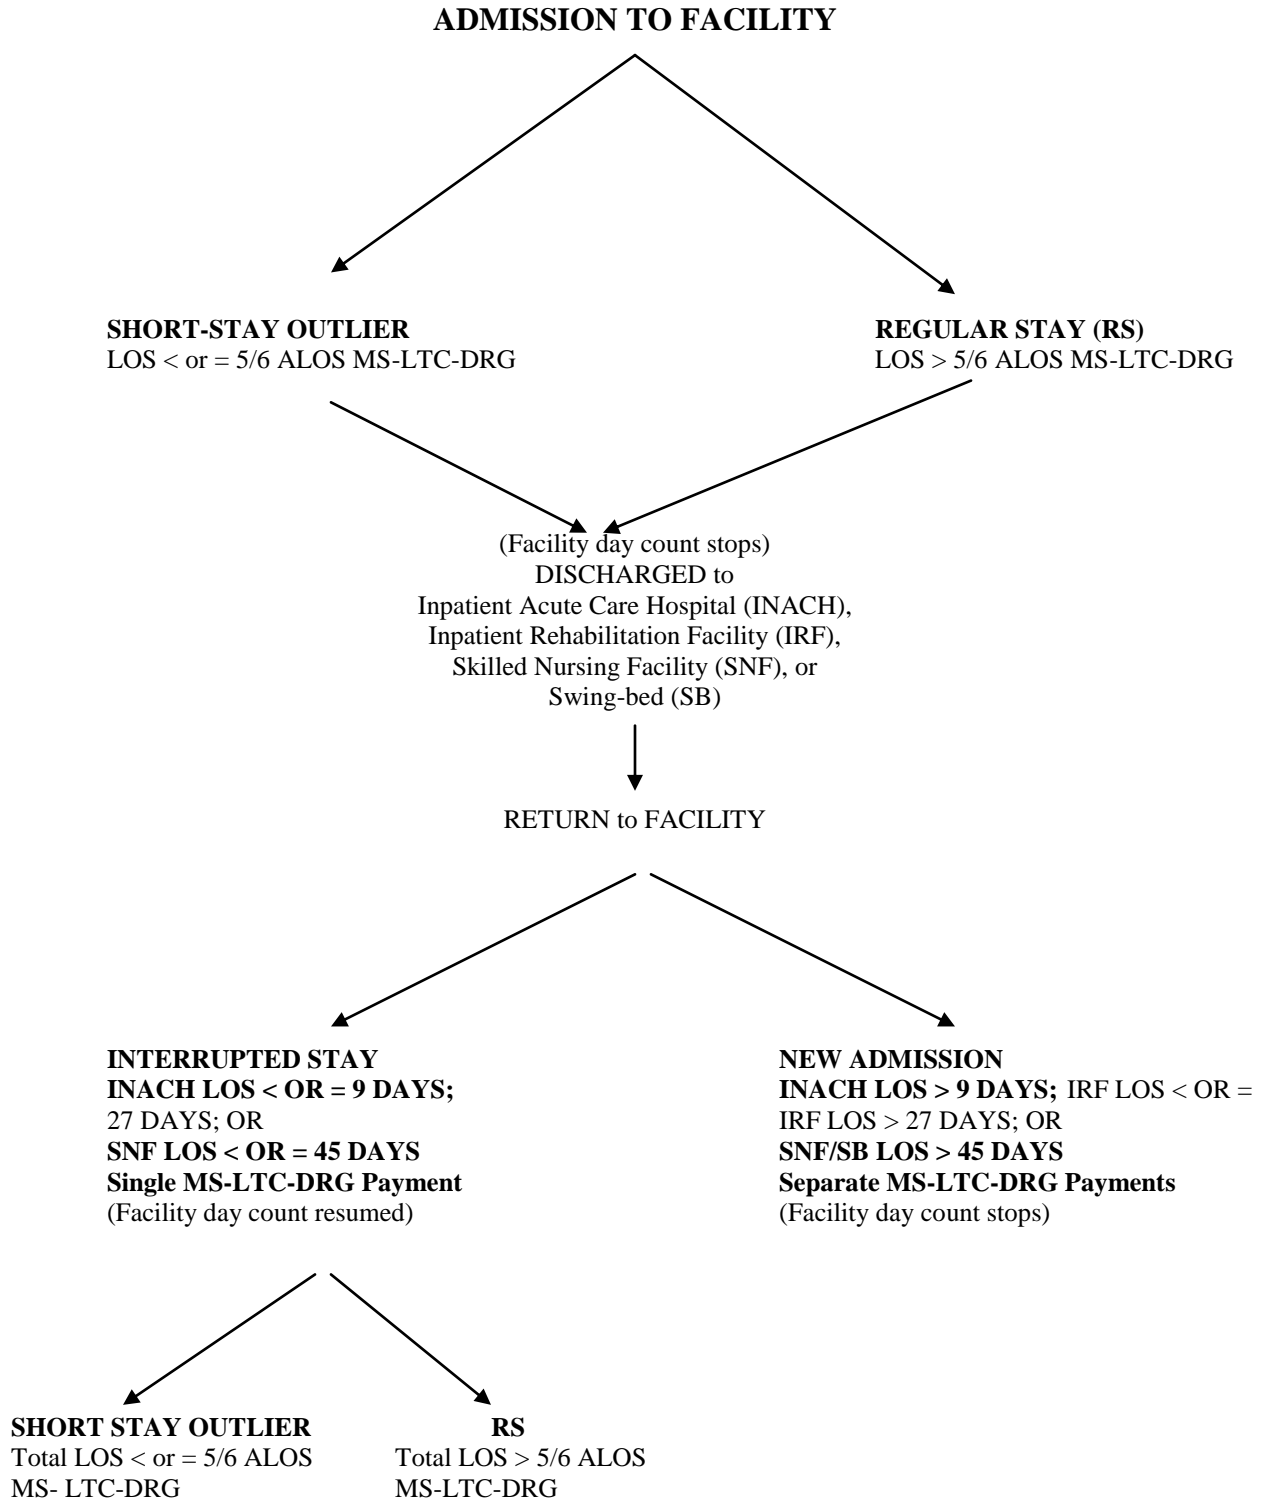 ADMISSION TO FACILITY
SHORT-STAY OUTLIER
LOS < or = 5/6 ALOS MS-LTC-DRG
REGULAR STAY (RS)
LOS > 5/6 ALOS MS-LTC-DRG
(Facility day count stops)
DISCHARGED to
Inpatient Acute Care Hospital (INACH),
Inpatient Rehabilitation Facility (IRF),
Skilled Nursing Facility (SNF), or
Swing-bed (SB)
RETURN to FACILITY
INTERRUPTED STAY
INACH LOS < OR = 9 DAYS;
27 DAYS; OR
SNF LOS < OR = 45 DAYS
Single MS-LTC-DRG Payment
(Facility day count resumed)
NEW ADMISSION
INACH LOS > 9 DAYS; IRF LOS < OR =
IRF LOS > 27 DAYS; OR
SNF/SB LOS > 45 DAYS
Separate MS-LTC-DRG Payments
(Facility day count stops)
SHORT STAY OUTLIER
Total LOS < or = 5/6 ALOS
MS- LTC-DRG
RS
Total LOS > 5/6 ALOS
MS-LTC-DRG